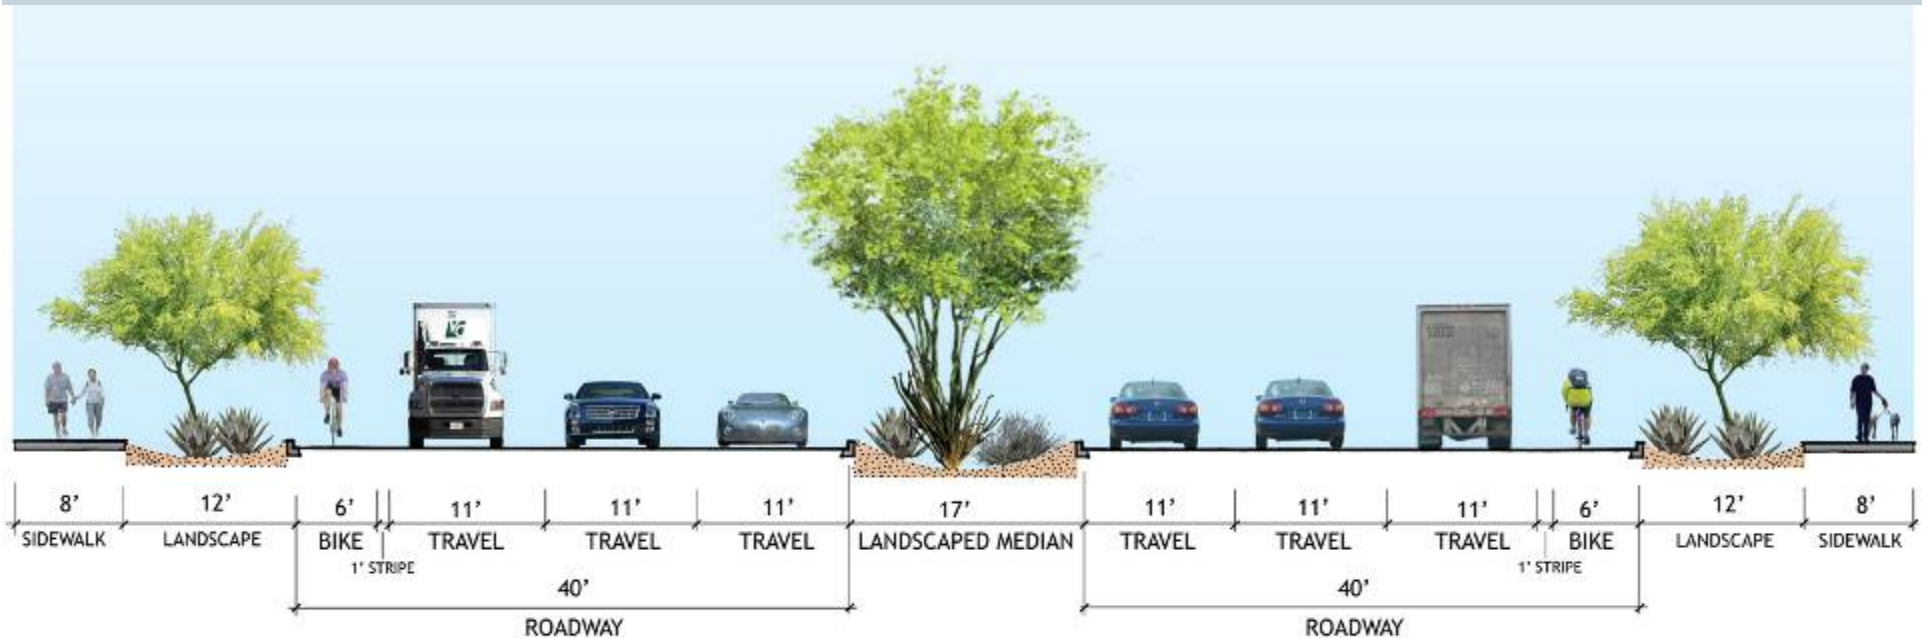 8' 12' 6' 11' 11' 11' 17' 11' 11' 11' 6' 12' 8'
SIDEWALK LANDSCAPE BIKE TRAVEL TRAVEL TRAVEL LANDSCAPED MEDIAN TRAVEL TRAVEL TRAVEL BIKE LANDSCAPE SIDEWALK
1' STRIPE 1' STRIPE
40' 40'
ROADWAY ROADWAY